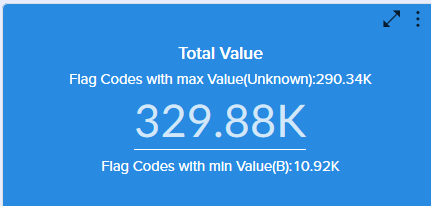 Total Value
Flag Codes with max Value(Unknown):290.34K
329.88K
Flag Codes with min Value(B):10.92K